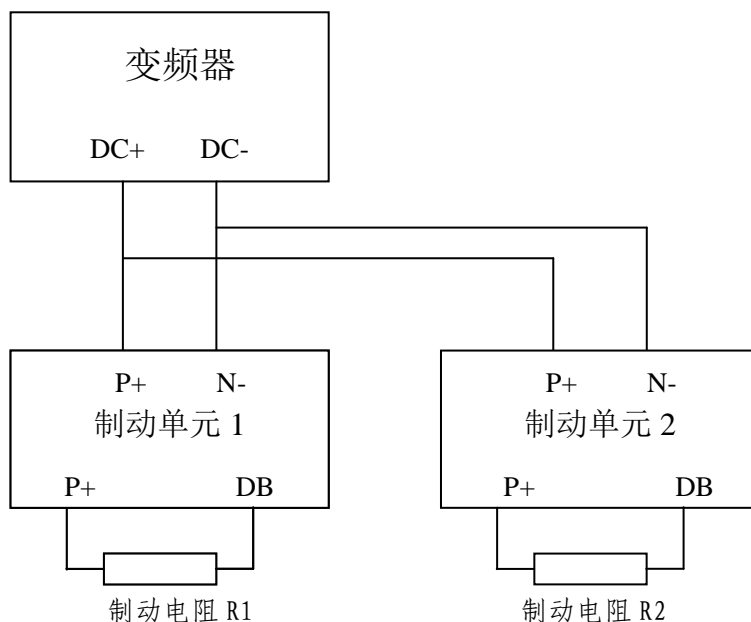 变频器
DC+ DC-
P+ N-
制动单元 1
P+ DB
制动电阻 R1
P+ N-
制动单元 2
P+ DB
制动电阻 R2